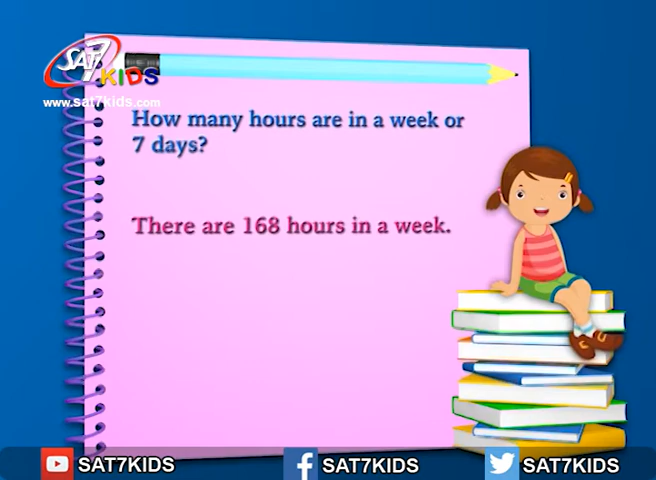 SAT7
KIDS
www.sat7kids.com
How many hours are in a week or
7 days?
There are 168 hours in a week.
SAT7KIDS SAT7KIDS SAT7KIDS